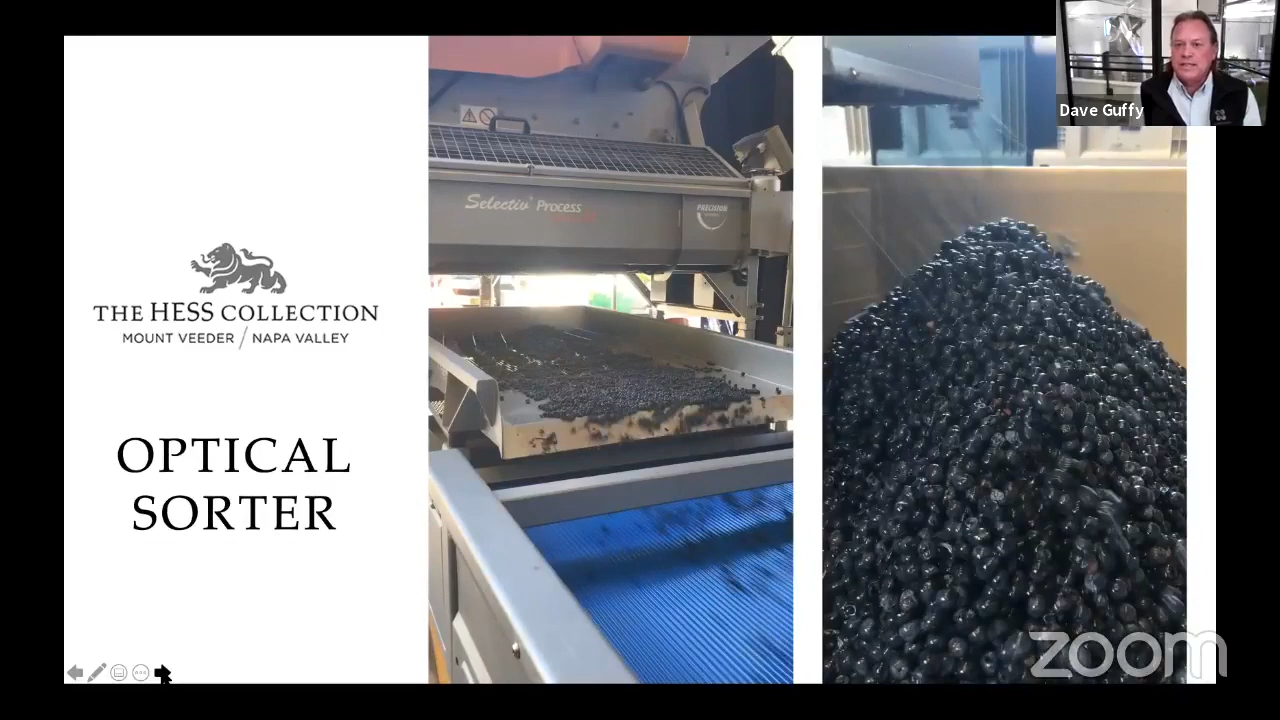 THE HESS COLLECTION
MOUNT VEEDER / NAPA VALLEY
OPTICAL
SORTER
Selectiv' Process
PRECISION
Dave Guffy
zoom